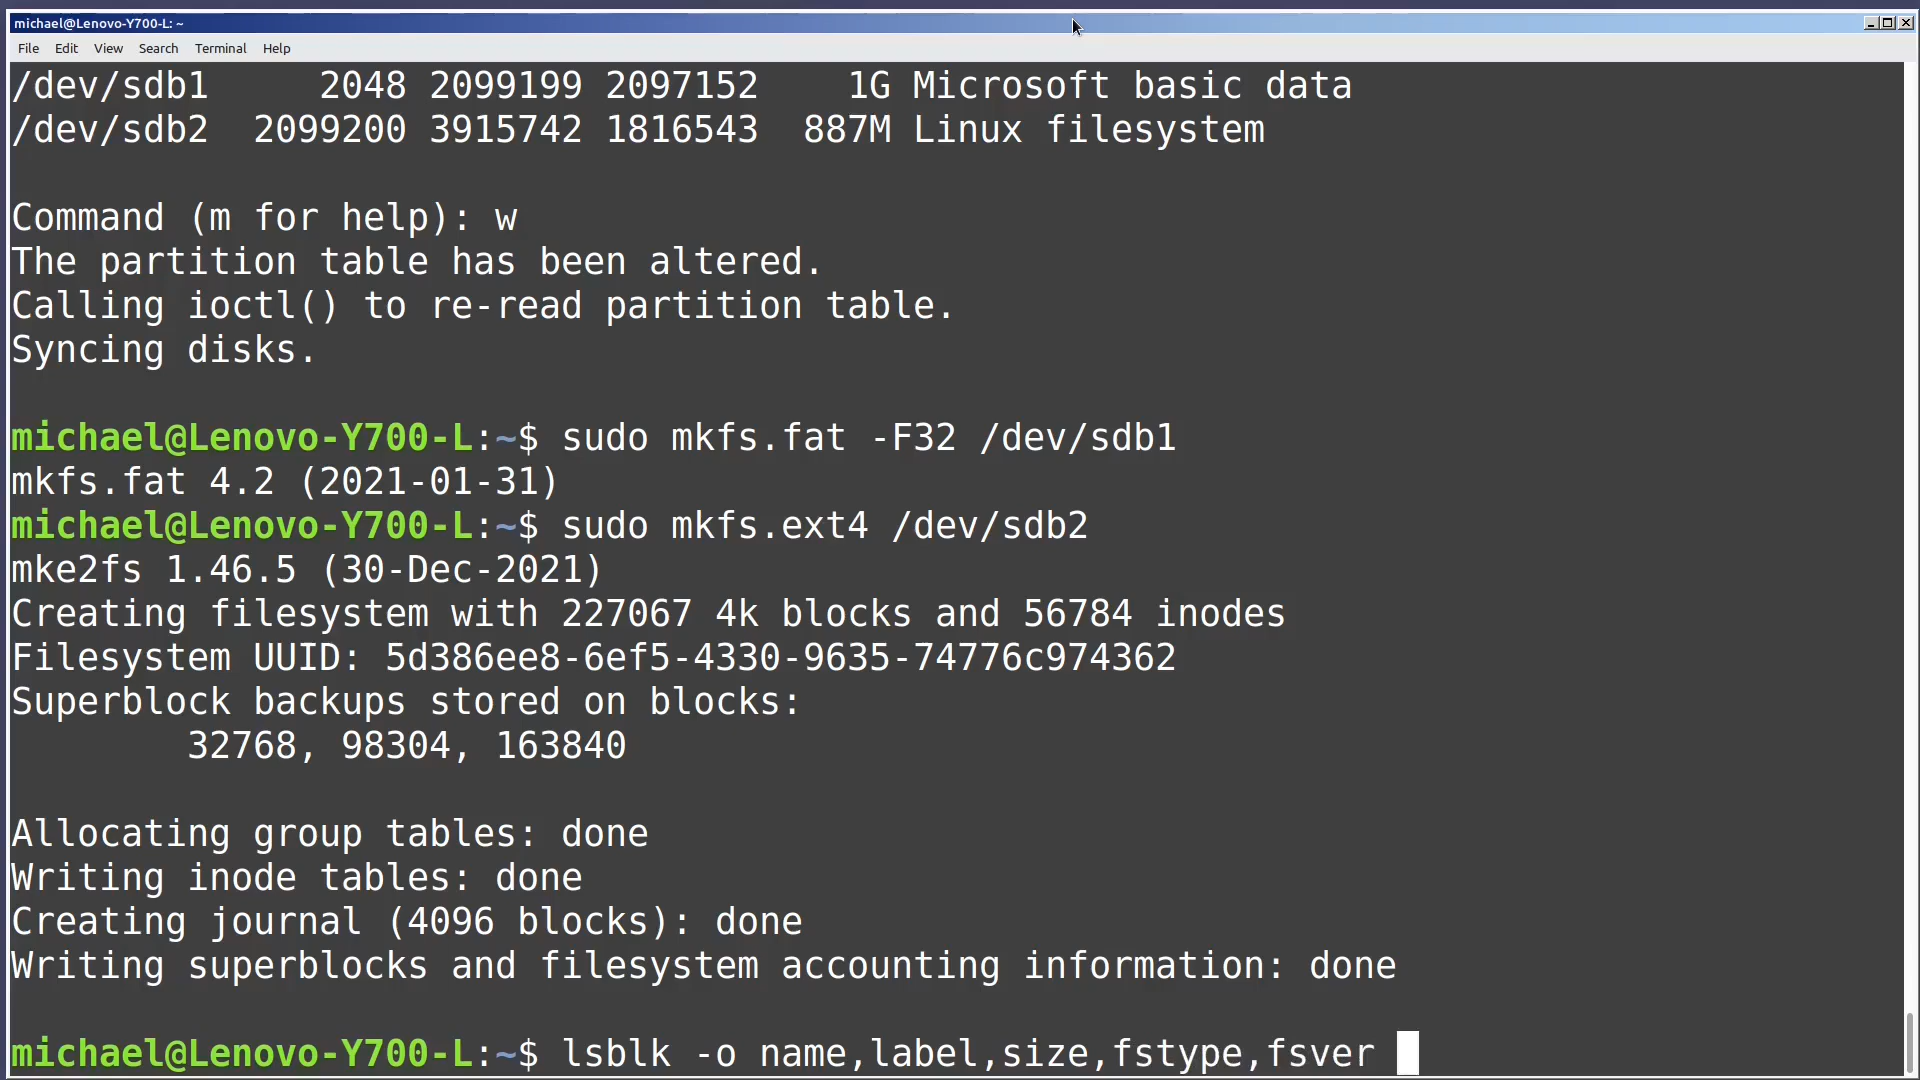 michael@Lenovo-Y700-L: ~
File Edit View Search Terminal Help
/dev/sdb1     2048 2099199 2097152    1G Microsoft basic data
/dev/sdb2  2099200 3915742 1816543  887M Linux filesystem
Command (m for help): w
The partition table has been altered.
Calling ioctl() to re-read partition table.
Syncing disks.
michael@Lenovo-Y700-L:~$ sudo mkfs.fat -F32 /dev/sdb1
mkfs.fat 4.2 (2021-01-31)
michael@Lenovo-Y700-L:~$ sudo mkfs.ext4 /dev/sdb2
mke2fs 1.46.5 (30-Dec-2021)
Creating filesystem with 227067 4k blocks and 56784 inodes
Filesystem UUID: 5d386ee8-6ef5-4330-9635-74776c974362
Superblock backups stored on blocks:
        32768, 98304, 163840
Allocating group tables: done
Writing inode tables: done
Creating journal (4096 blocks): done
Writing superblocks and filesystem accounting information: done
michael@Lenovo-Y700-L:~$ lsblk -o name,label,size,fstype,fsver